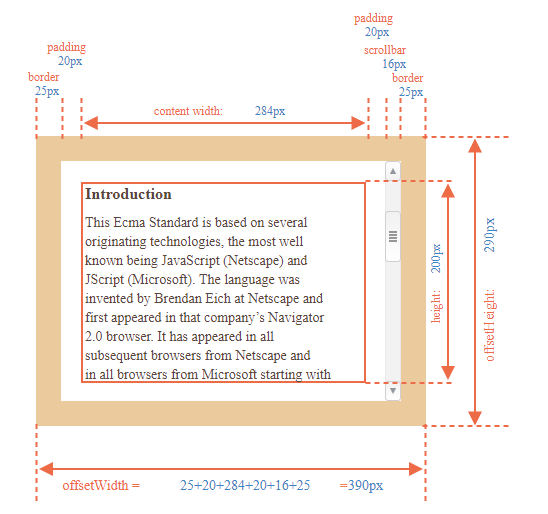 padding
20px
border
25px
content width: 284px
padding
20px
scrollbar
16px
border
25px
Introduction
This Ecma Standard is based on several
originating technologies, the most well
known being JavaScript (Netscape) and
JScript (Microsoft). The language was
invented by Brendan Eich at Netscape and
first appeared in that company’s Navigator
2.0 browser. It has appeared in all
subsequent browsers from Netscape and
in all browsers from Microsoft starting with
height: 200px
offsetHeight: 290px
offsetWidth = 25+20+284+20+16+25 =390px